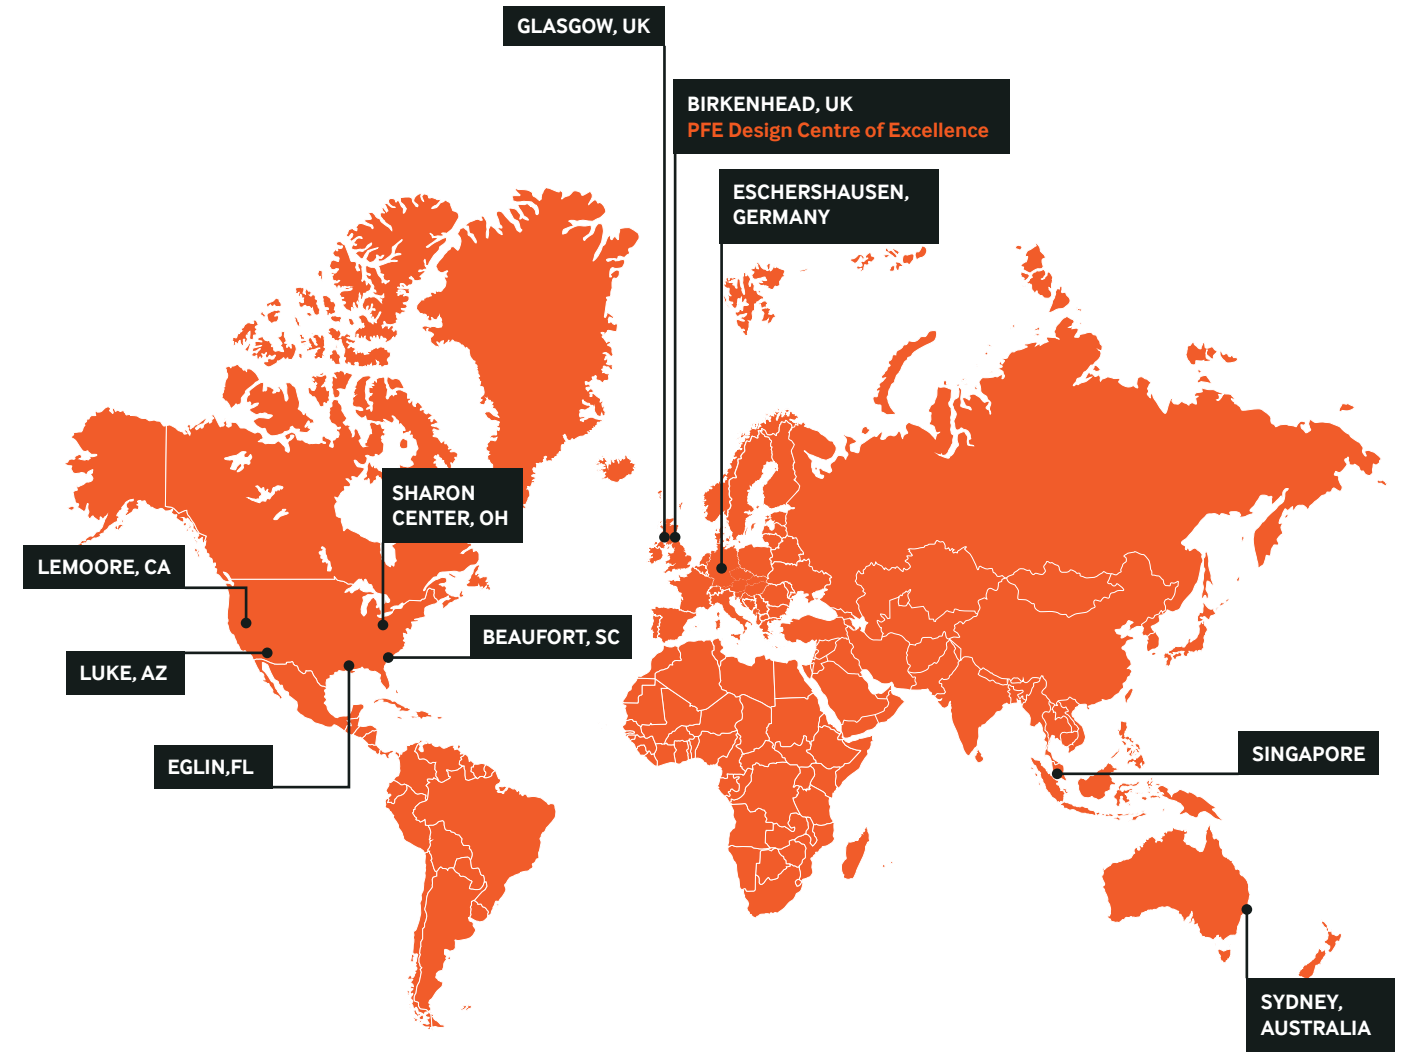 GLASGOW, UK
BIRKENHEAD, UK
PFE Design Centre of Excellence
ESCHERSHAUSEN,
GERMANY
SHARON
CENTER, OH
LEMOORE, CA
BEAUFORT, SC
LUKE, AZ
EGLIN,FL
SINGAPORE
SYDNEY,
AUSTRALIA